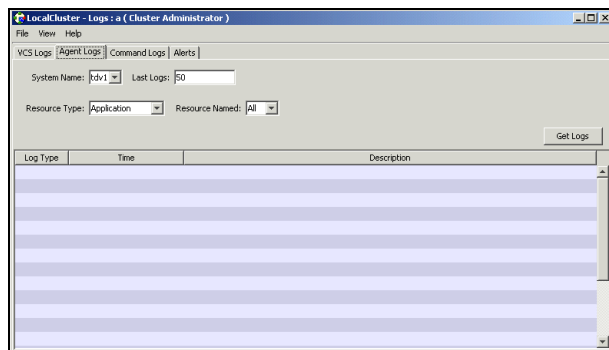 LocalCluster - Logs : a ( Cluster Administrator )
File View Help
VCS Logs Agent Logs Command Logs Alerts
System Name: tdv1 Last Logs: 50
Resource Type: Application Resource Named: All
Get Logs
Log Type Time Description